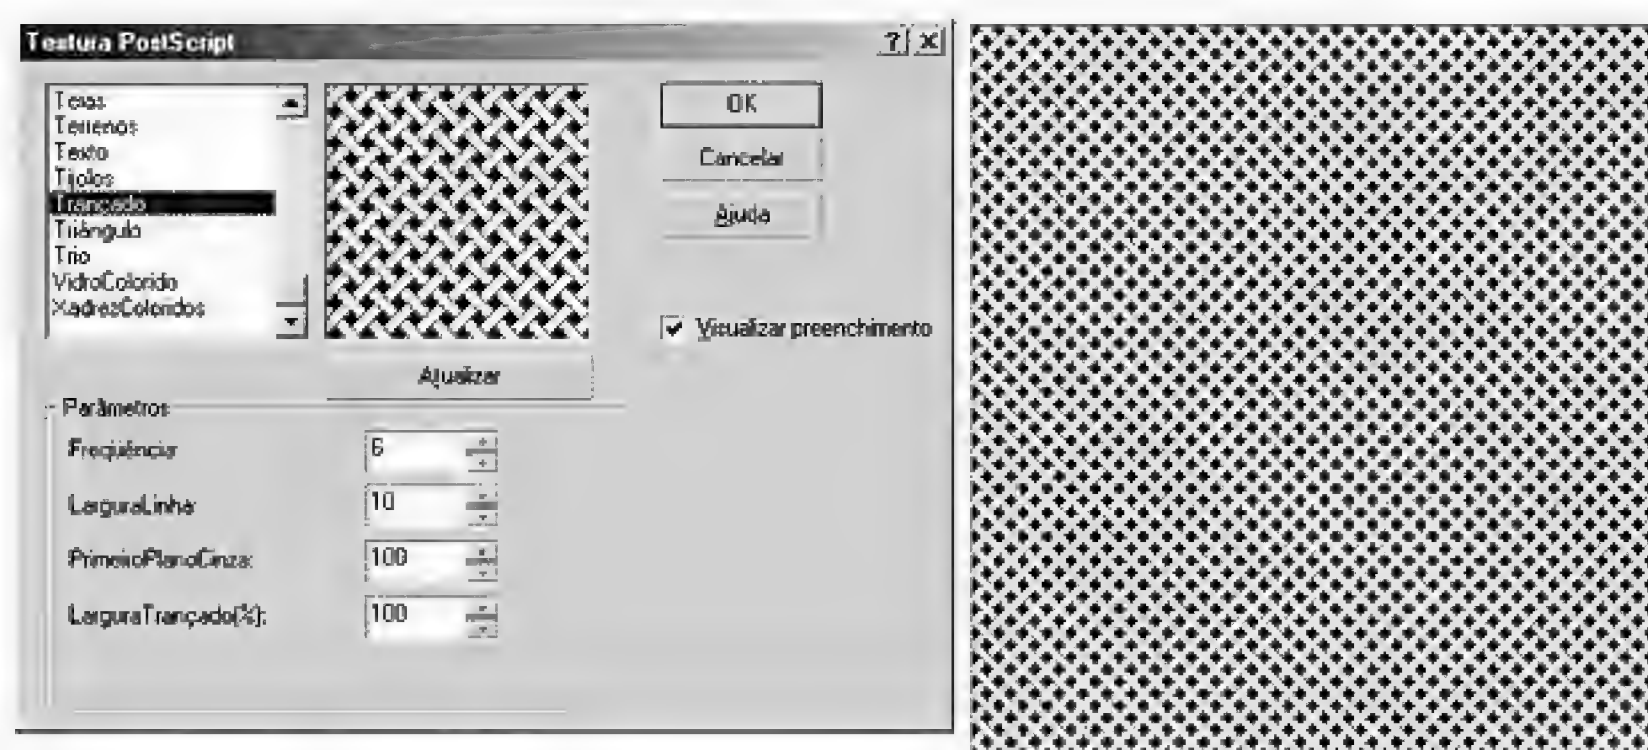 Textura PostScript
Telas
Terrenos
Texto
Tijolos
Trançado
Triângulo
Trio
VidroColorido
XadrezColoridos
OK
Cancelar
Ajuda
Visualizar preenchimento
Atualizar
Parâmetros
Freqüência:
6
LarguraLinha:
10
PrimeiroPlanoCinza:
100
LarguraTrançado(%):
100